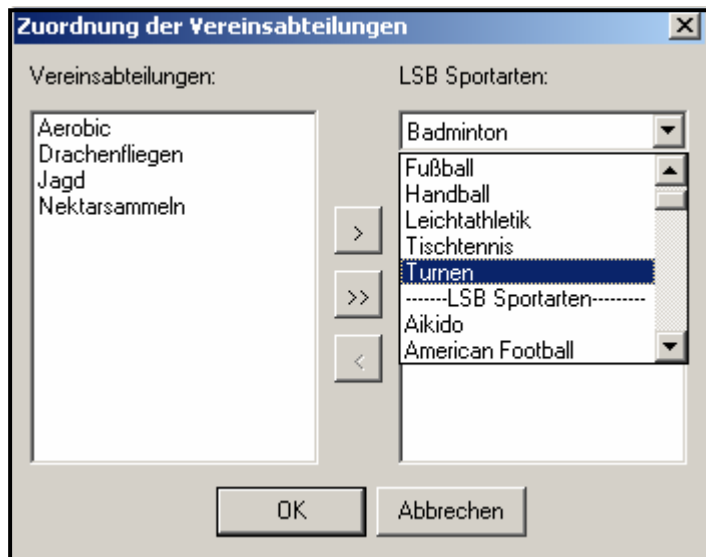 Zuordnung der Vereinsabteilungen
Vereinsabteilungen:
Aerobic
Drachenfliegen
Jagd
Nektarsammeln
>
>>
<
LSB Sportarten:
Badminton
Fußball
Handball
Leichtathletik
Tischtennis
Turnen
-------LSB Sportarten---------
Aikido
American Football
OK
Abbrechen